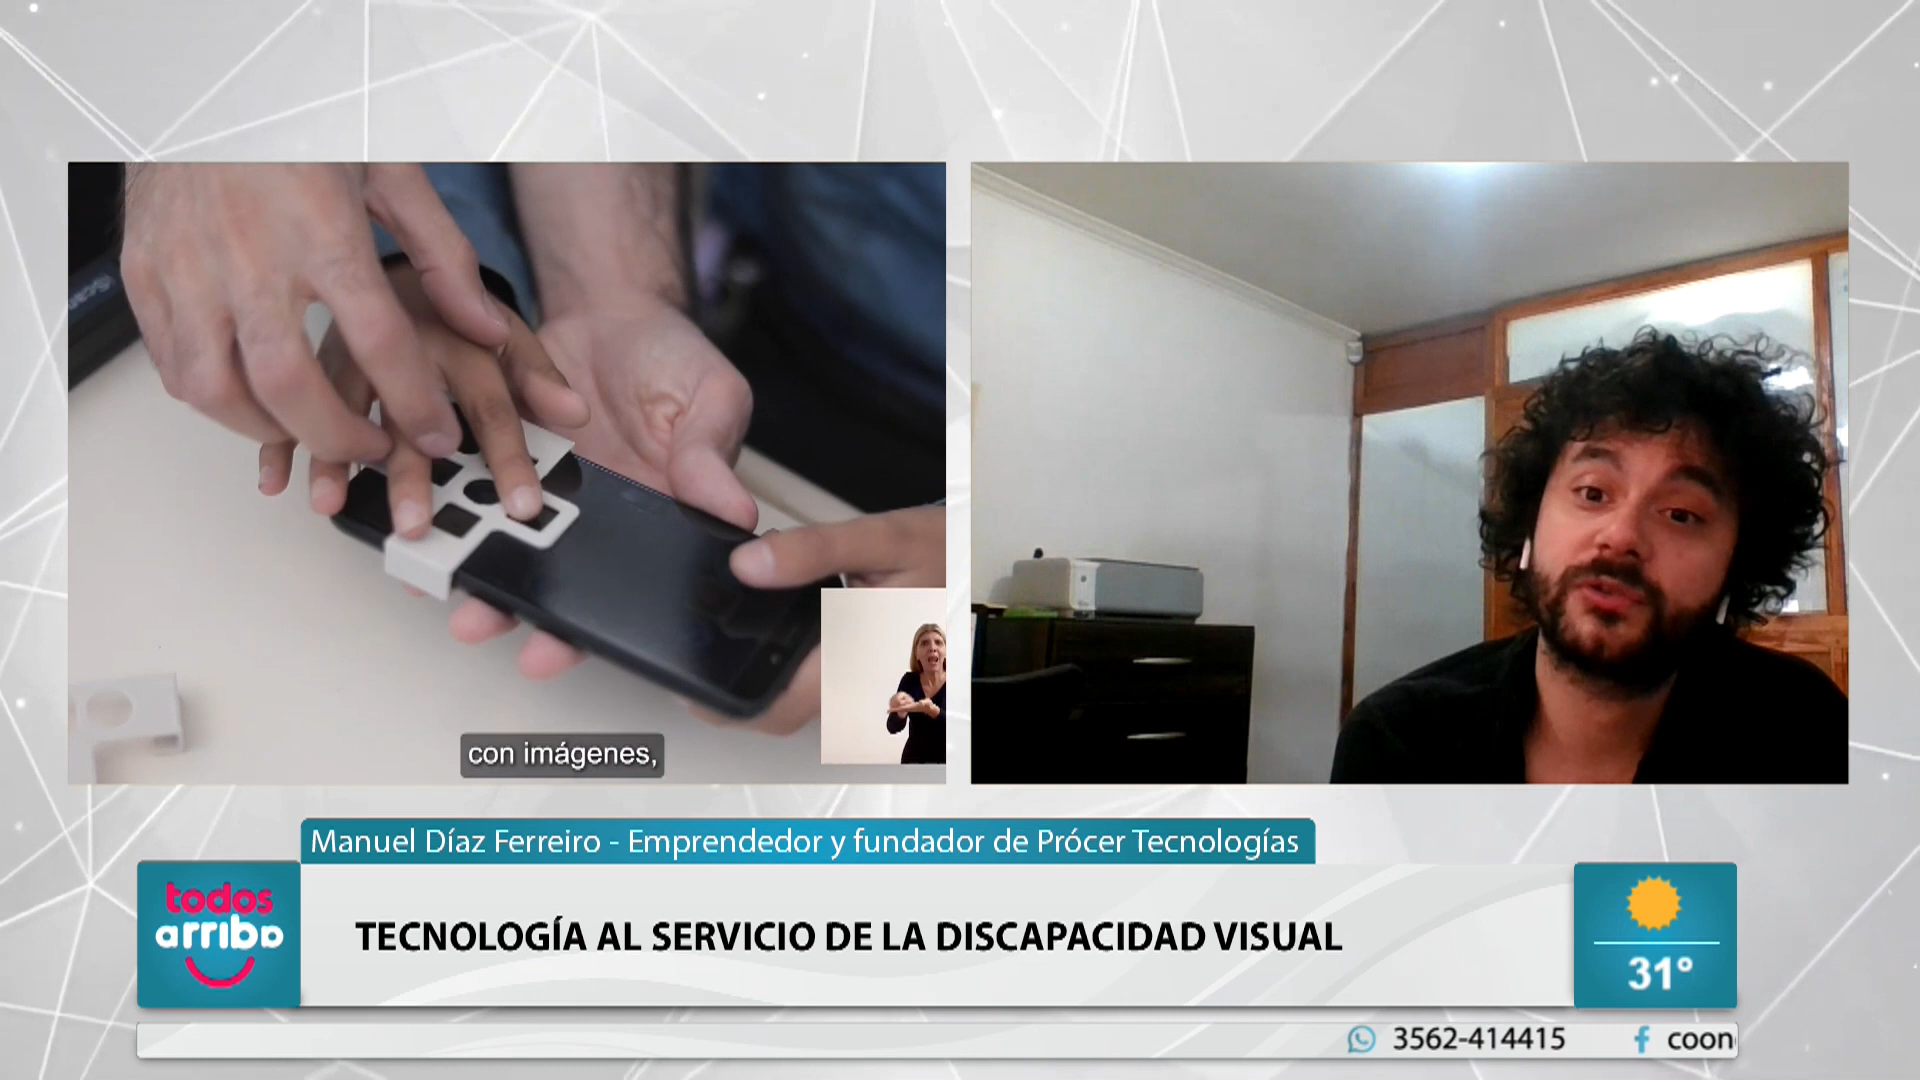 con imágenes,
Manuel Díaz Ferreiro - Emprendedor y fundador de Prócer Tecnologías
todos
arriba
TECNOLOGÍA AL SERVICIO DE LA DISCAPACIDAD VISUAL
31°
3562-414415
coon